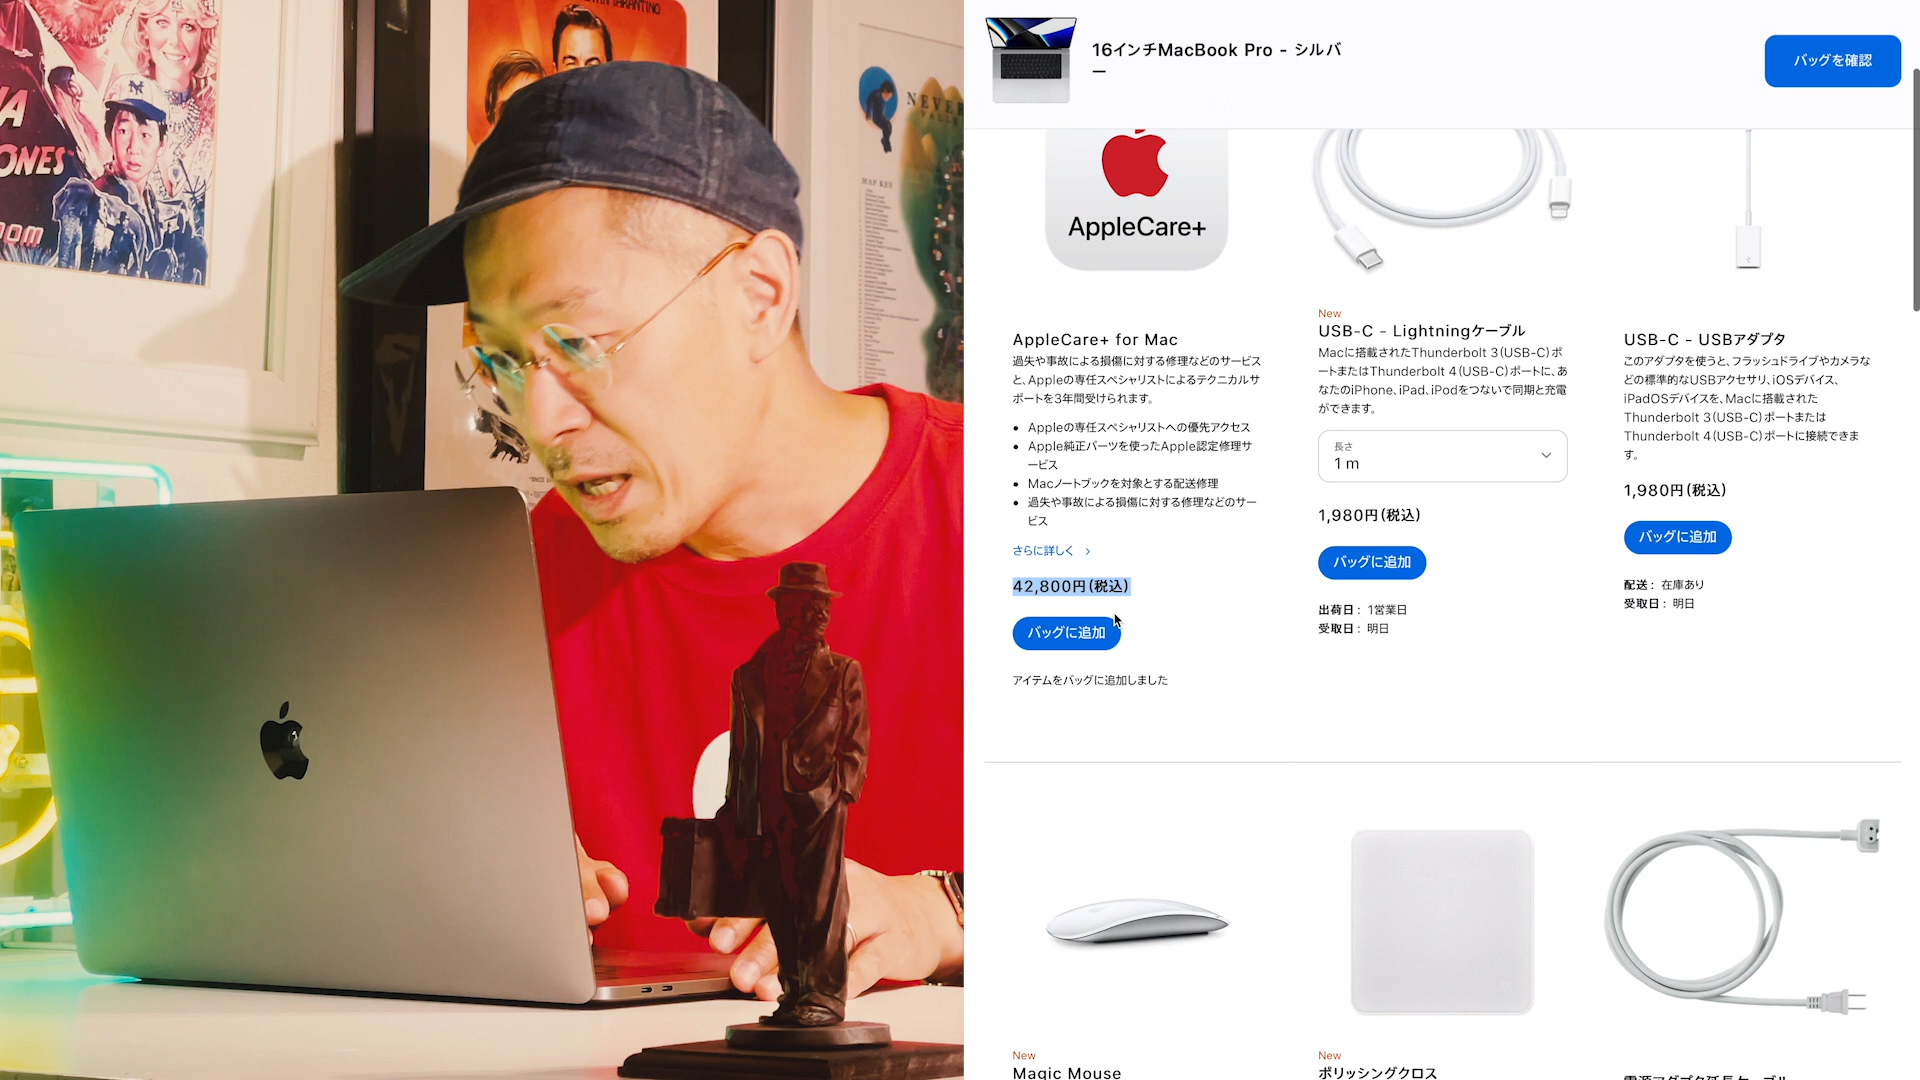 QUENTIN TARANTINO
NEVER
MAP KEY
NY
ONES
OOM
16インチMacBook Pro - シルバ
ー
バッグを確認
AppleCare+
AppleCare+ for Mac
過失や事故による損傷に対する修理などのサービス
と、Appleの専任スペシャリストによるテクニカルサ
ポートを3年間受けられます。
• Appleの専任スペシャリストへの優先アクセス
• Apple純正パーツを使ったApple認定修理サ
ービス
• Macノートブックを対象とする配送修理
• 過失や事故による損傷に対する修理などのサー
ビス
さらに詳しく
42,800円(税込)
バッグに追加
アイテムをバッグに追加しました
New
USB-C - Lightningケーブル
Macに搭載されたThunderbolt 3(USB-C)ポ
ートまたはThunderbolt 4(USB-C)ポートに、あ
なたのiPhone、iPad、iPodをつないで同期と充電
ができます。
長さ
1 m
1,980円(税込)
バッグに追加
出荷日： 1営業日
受取日： 明日
USB-C - USBアダプタ
このアダプタを使うと、フラッシュドライブやカメラな
どの標準的なUSBアクセサリ、iOSデバイス、
iPadOSデバイスを、Macに搭載された
Thunderbolt 3(USB-C)ポートまたは
Thunderbolt 4(USB-C)ポートに接続できま
す。
1,980円(税込)
バッグに追加
配送： 在庫あり
受取日： 明日
New
Magic Mouse
New
ポリッシングクロス
電源アダプタ延長ケーブル